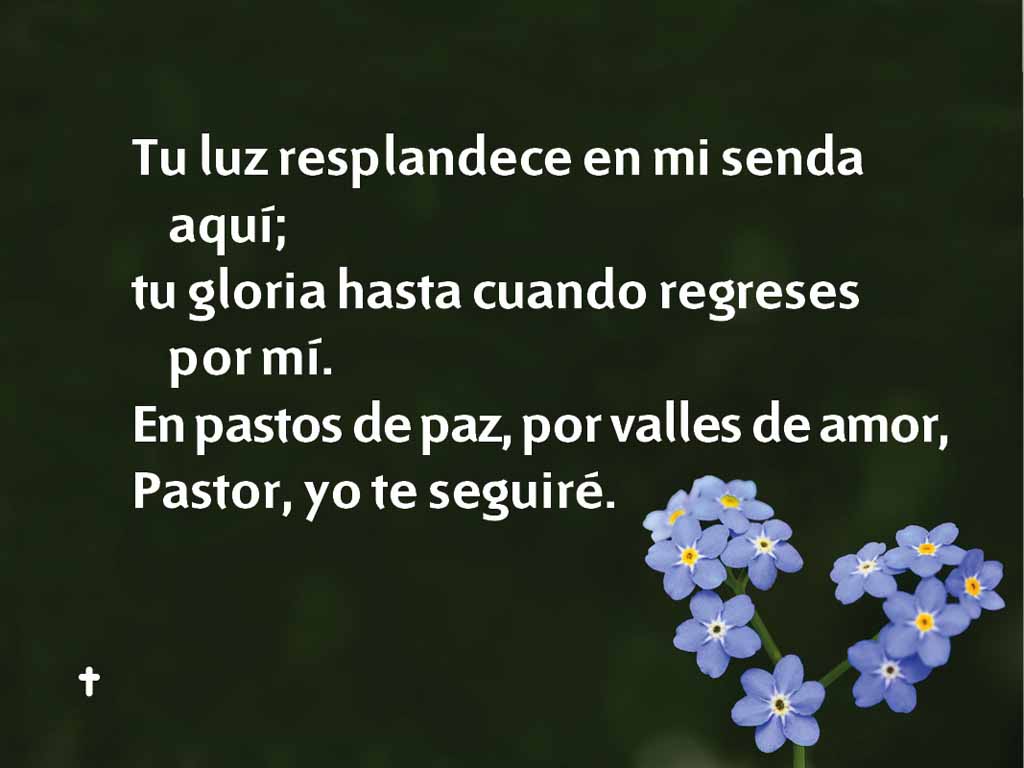 Tu luz resplandece en mi senda
aquí;
tu gloria hasta cuando regreses
por mí.
En pastos de paz, por valles de amor,
Pastor, yo te seguiré.